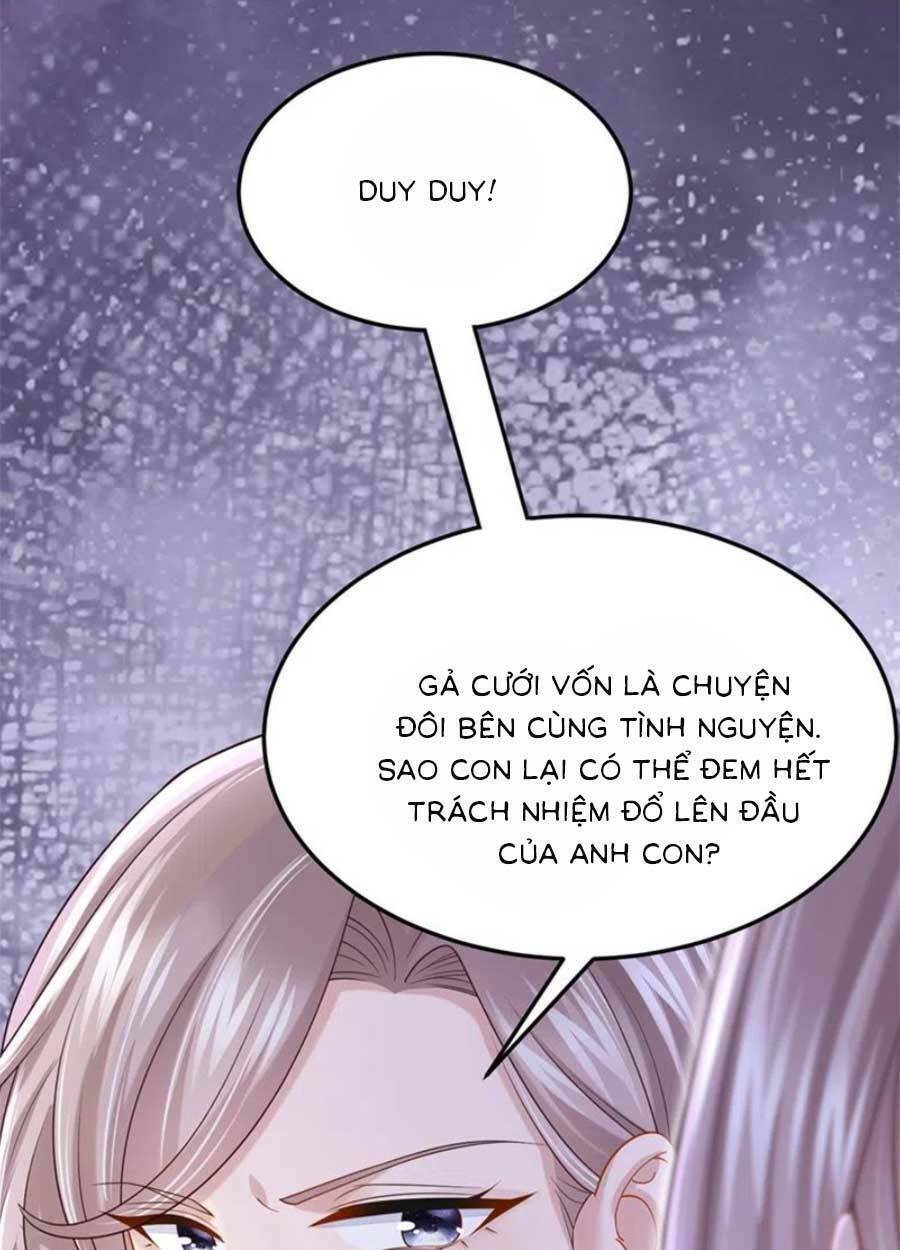 DUY DUY!
GẢ CƯỚI VỐN LÀ CHUYỆN
ĐÔI BÊN CÙNG TÌNH NGUYỆN.
SAO CON LẠI CÓ THỂ ĐEM HẾT
TRÁCH NHIỆM ĐỔ LÊN ĐẦU
CỦA ANH CON?